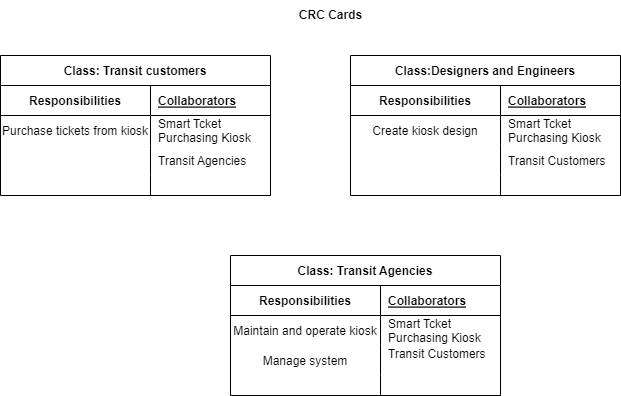 CRC Cards
Class: Transit customers
Responsibilities
Collaborators
Purchase tickets from kiosk
Smart Tcket
Purchasing Kiosk
Transit Agencies
Class:Designers and Engineers
Responsibilities
Collaborators
Create kiosk design
Smart Tcket
Purchasing Kiosk
Transit Customers
Class: Transit Agencies
Responsibilities
Collaborators
Maintain and operate kiosk
Manage system
Smart Tcket
Purchasing Kiosk
Transit Customers